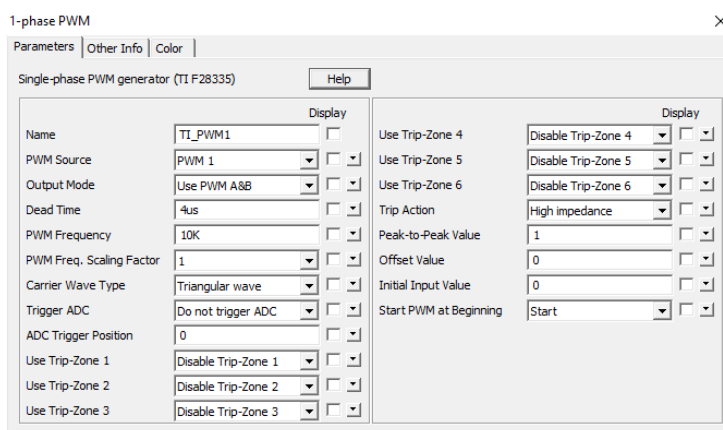 1-phase PWM
Parameters Other Info Color
Single-phase PWM generator (TI F28335) Help
Display
Name TI_PWM1
PWM Source PWM 1
Output Mode Use PWM A&B
Dead Time 4us
PWM Frequency 10K
PWM Freq. Scaling Factor 1
Carrier Wave Type Triangular wave
Trigger ADC Do not trigger ADC
ADC Trigger Position 0
Use Trip-Zone 1 Disable Trip-Zone 1
Use Trip-Zone 2 Disable Trip-Zone 2
Use Trip-Zone 3 Disable Trip-Zone 3
Display
Use Trip-Zone 4 Disable Trip-Zone 4
Use Trip-Zone 5 Disable Trip-Zone 5
Use Trip-Zone 6 Disable Trip-Zone 6
Trip Action High impedance
Peak-to-Peak Value 1
Offset Value 0
Initial Input Value 0
Start PWM at Beginning Start